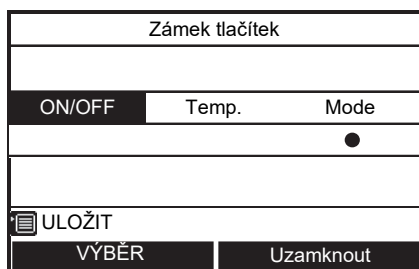 Zámek tlačítek
ON/OFF Temp. Mode
ULOŽIT
VÝBĚR Uzamknout